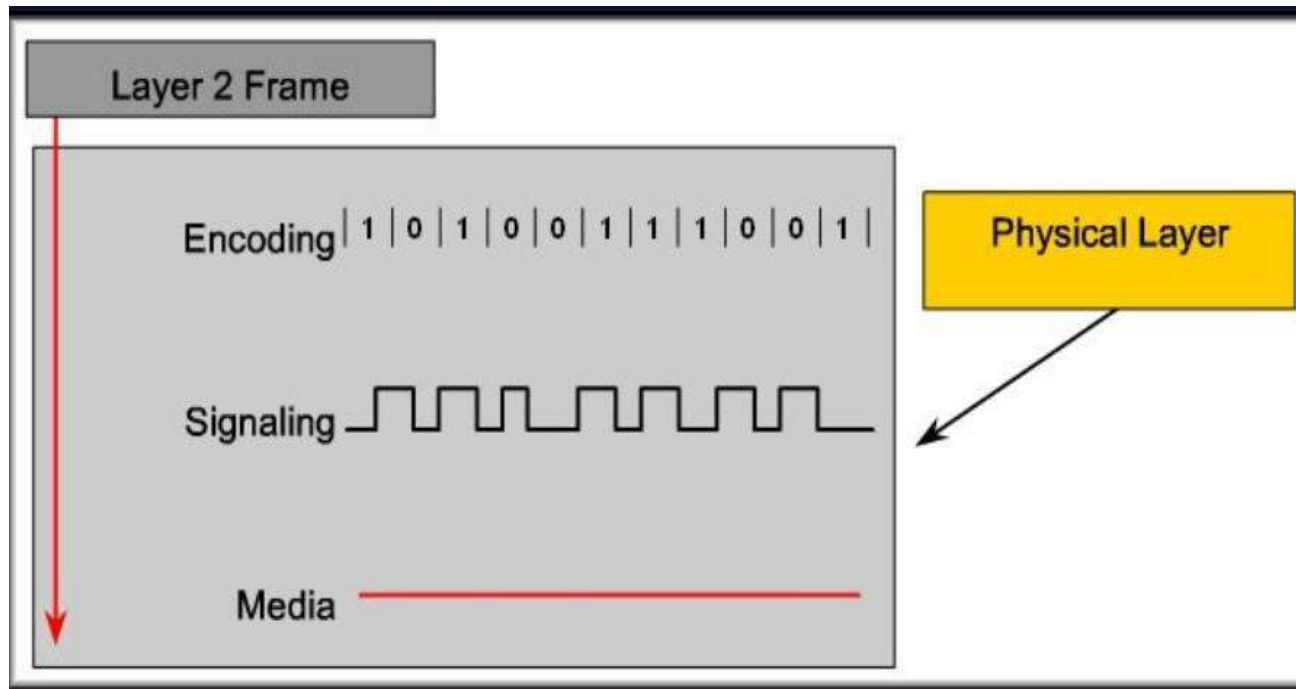 Layer 2 Frame
Encoding | 1 | 0 | 1 | 0 | 0 | 1 | 1 | 1 | 0 | 0 | 1 |
Physical Layer
Signaling
Media